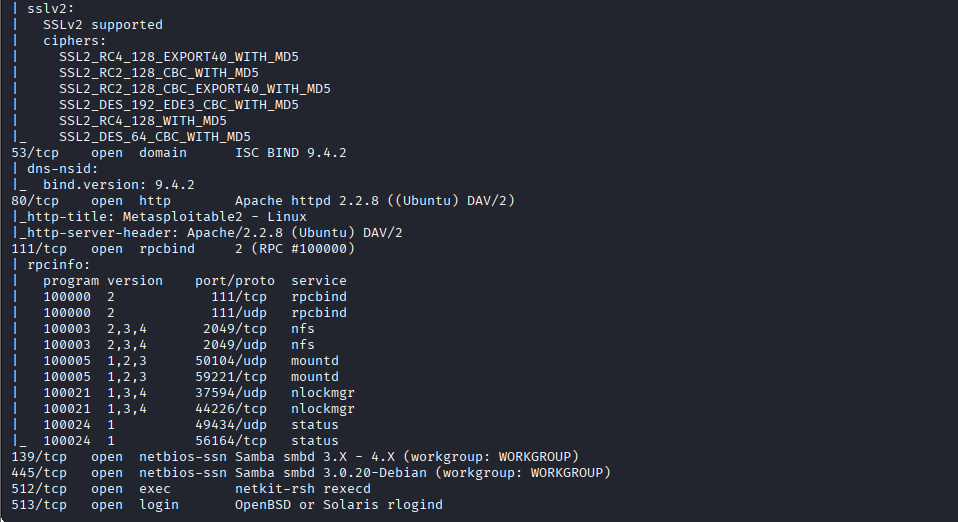 | sslv2:
|   SSLv2 supported
|   ciphers:
|     SSL2_RC4_128_EXPORT40_WITH_MD5
|     SSL2_RC2_128_CBC_WITH_MD5
|     SSL2_RC2_128_CBC_EXPORT40_WITH_MD5
|     SSL2_DES_192_EDE3_CBC_WITH_MD5
|     SSL2_RC4_128_WITH_MD5
|_    SSL2_DES_64_CBC_WITH_MD5
53/tcp    open  domain      ISC BIND 9.4.2
| dns-nsid:
|_  bind.version: 9.4.2
80/tcp    open  http        Apache httpd 2.2.8 ((Ubuntu) DAV/2)
|_http-title: Metasploitable2 - Linux
|_http-server-header: Apache/2.2.8 (Ubuntu) DAV/2
111/tcp   open  rpcbind     2 (RPC #100000)
| rpcinfo:
|   program version    port/proto  service
|   100000  2            111/tcp   rpcbind
|   100000  2            111/udp   rpcbind
|   100003  2,3,4       2049/tcp   nfs
|   100003  2,3,4       2049/udp   nfs
|   100005  1,2,3      50104/udp   mountd
|   100005  1,2,3      59221/tcp   mountd
|   100021  1,3,4      37594/udp   nlockmgr
|   100021  1,3,4      44226/tcp   nlockmgr
|   100024  1          49434/udp   status
|_  100024  1          56164/tcp   status
139/tcp   open  netbios-ssn Samba smbd 3.X - 4.X (workgroup: WORKGROUP)
445/tcp   open  netbios-ssn Samba smbd 3.0.20-Debian (workgroup: WORKGROUP)
512/tcp   open  exec        netkit-rsh rexecd
513/tcp   open  login       OpenBSD or Solaris rlogind